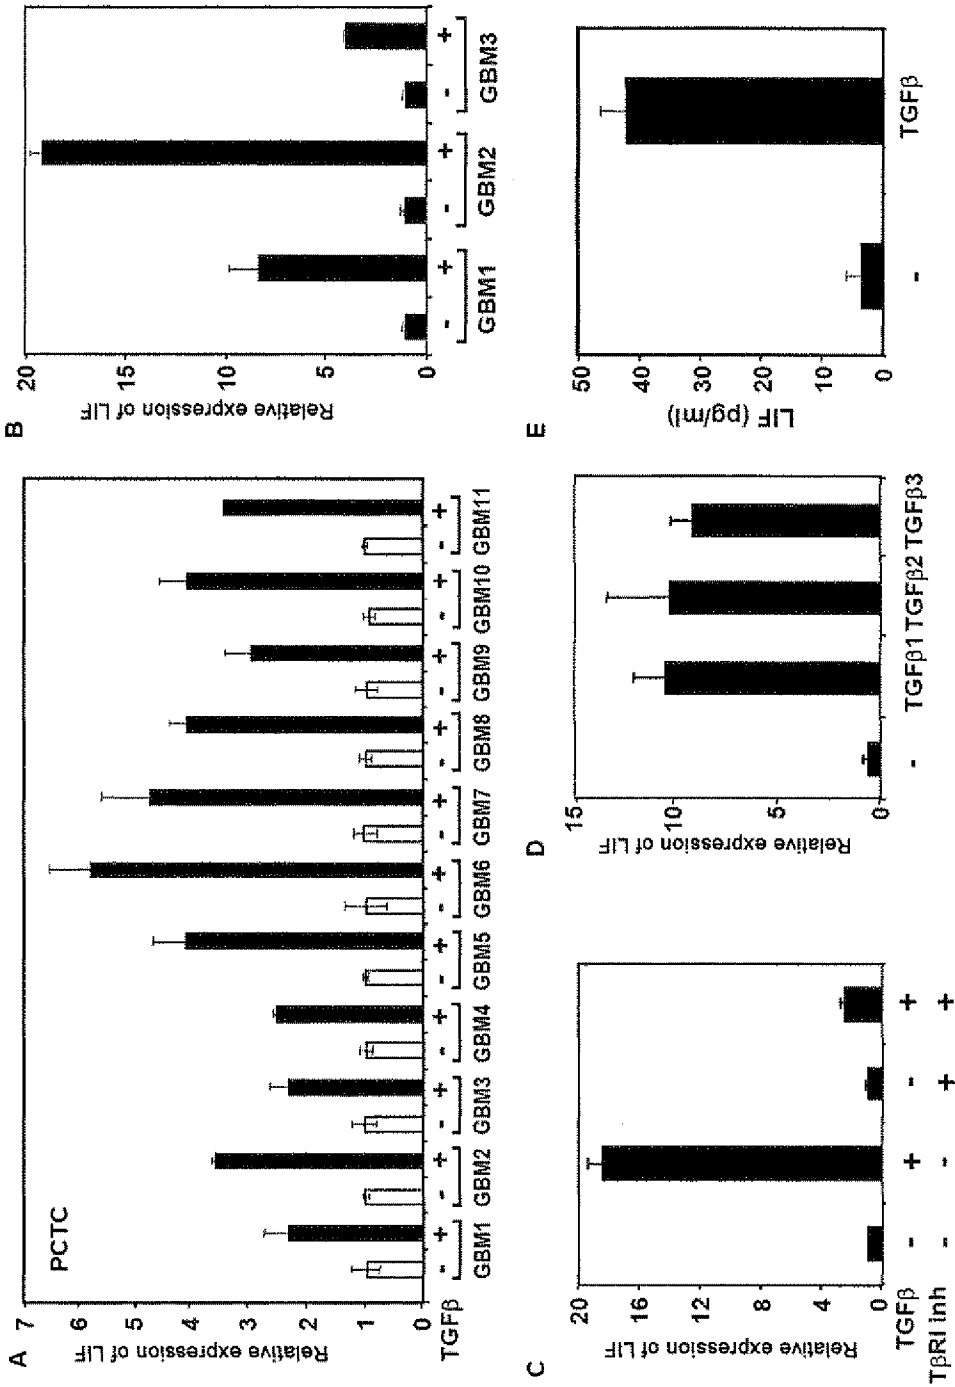 A
PCTC
Relative expression of LIF
7
6
5
4
3
2
1
0
TGFβ
- + - + - + - + - + - + - + - + - + - + - +
GBM1 GBM2 GBM3 GBM4 GBM5 GBM6 GBM7 GBM8 GBM9 GBM10 GBM11
B
Relative expression of LIF
20
15
10
5
0
- + - + - +
GBM1 GBM2 GBM3
C
Relative expression of LIF
20
16
12
8
4
0
TGFβ - + - +
TβRI inh - - + +
D
Relative expression of LIF
15
10
5
0
- TGFβ1 TGFβ2 TGFβ3
E
LIF (pg/ml)
50
40
30
20
10
0
- TGFβ